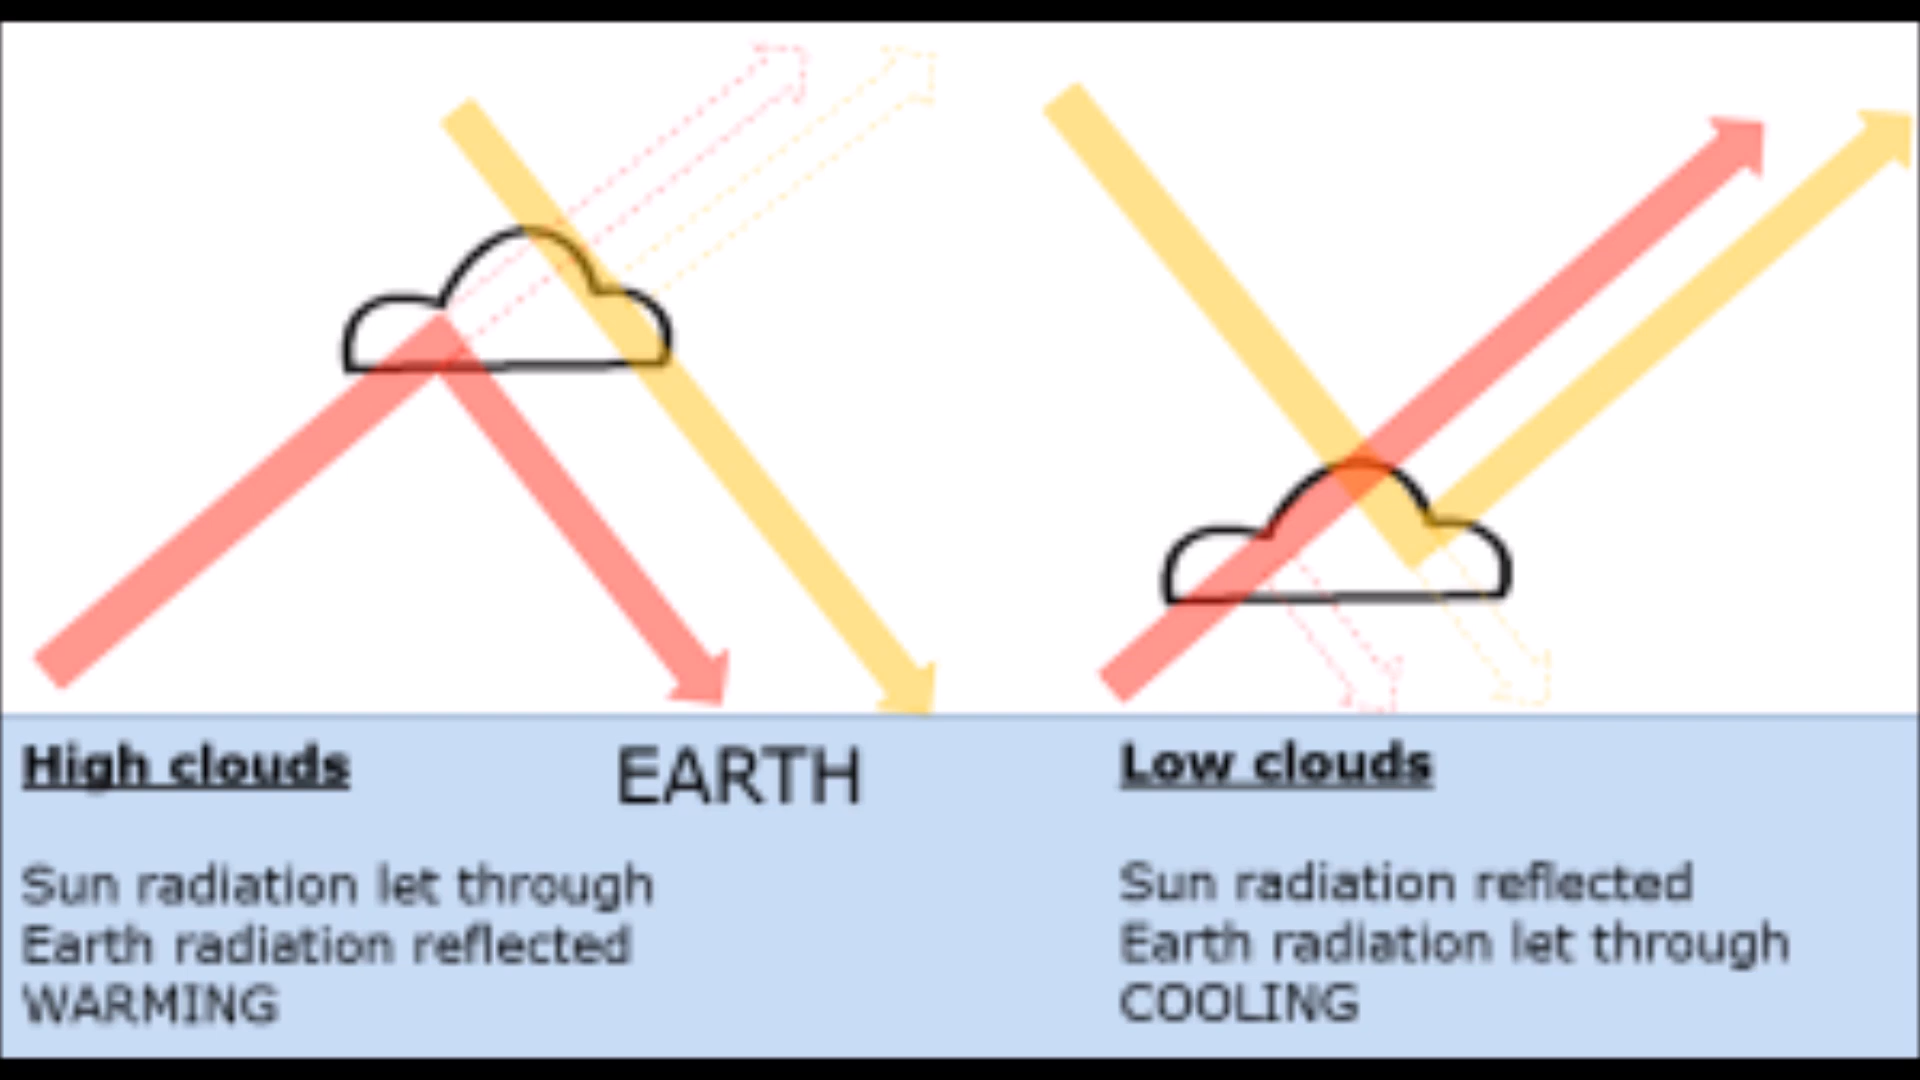 High clouds
EARTH
Sun radiation let through
Earth radiation reflected
WARMING
Low clouds
Sun radiation reflected
Earth radiation let through
COOLING